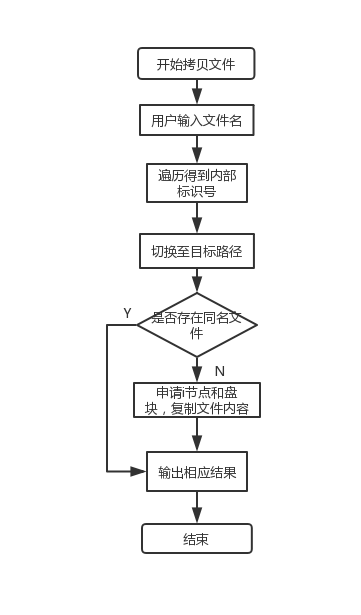 开始拷贝文件
用户输入文件名
遍历得到内部
标识号
切换至目标路径
Y
是否存在同名文
件
N
申请i节点和盘
块，复制文件内容
输出相应结果
结束